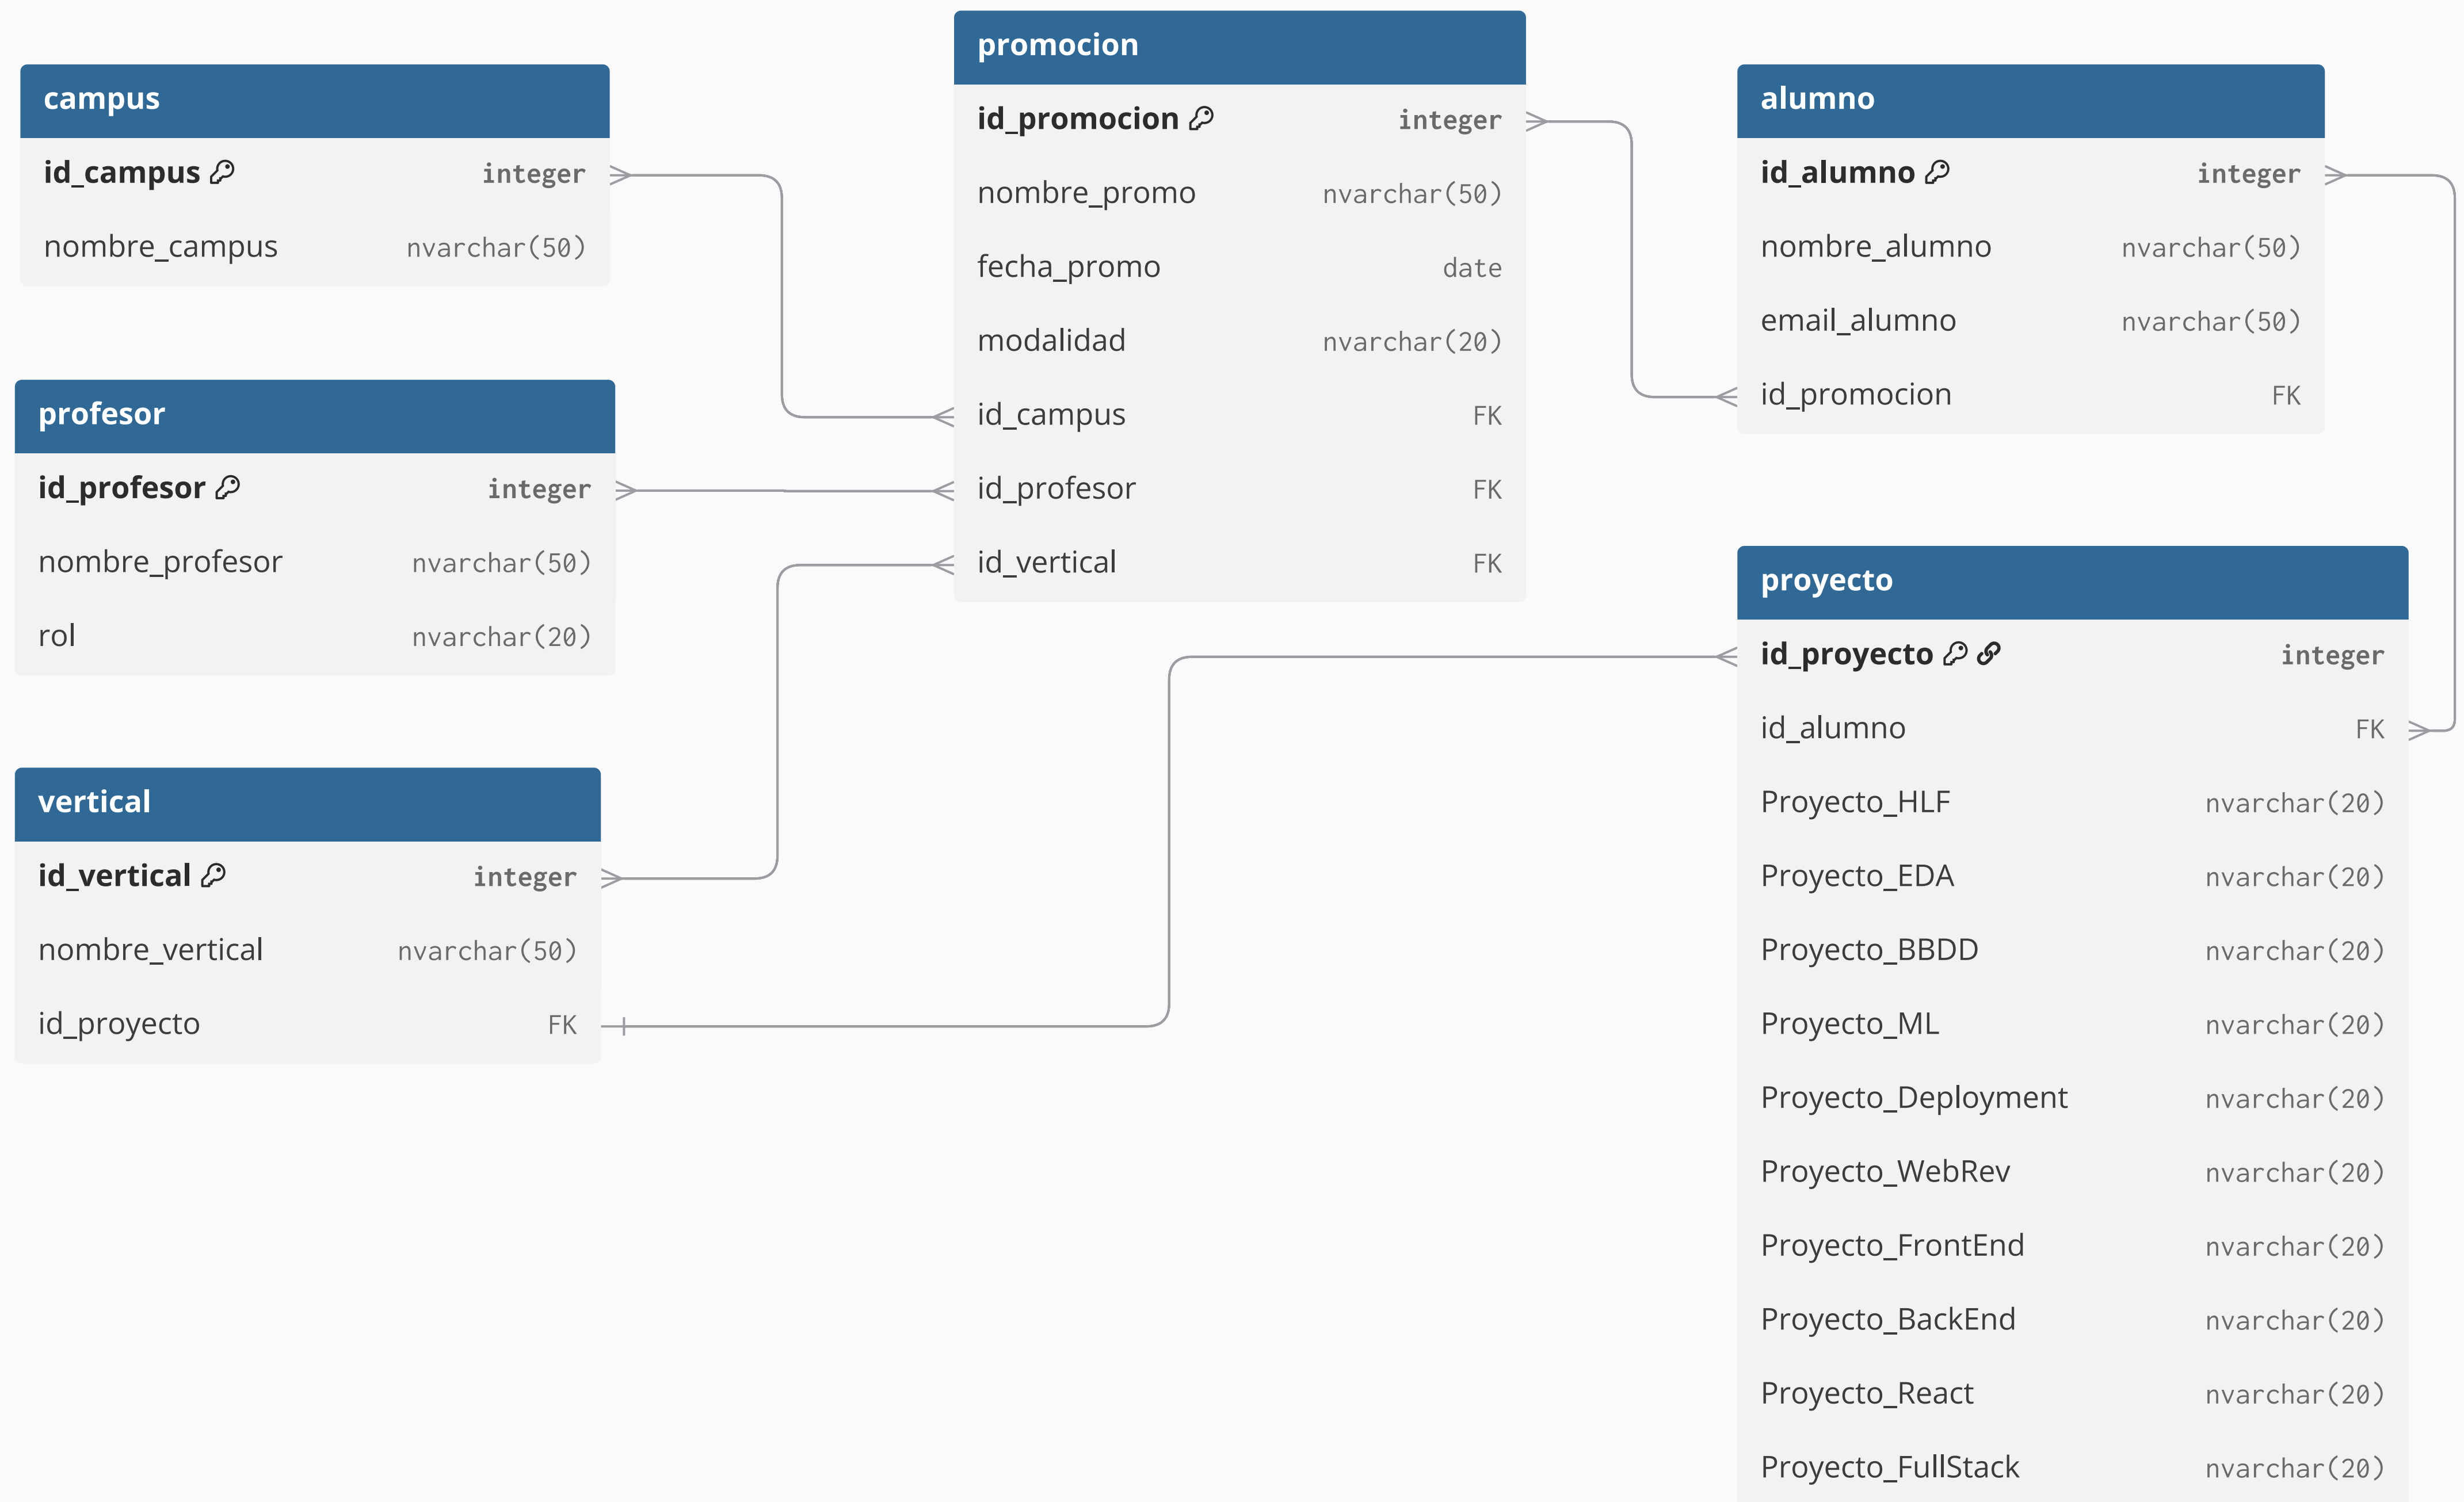 campus
id_campus integer
nombre_campus nvarchar(50)
profesor
id_profesor integer
nombre_profesor nvarchar(50)
rol nvarchar(20)
vertical
id_vertical integer
nombre_vertical nvarchar(50)
id_proyecto FK
promocion
id_promocion integer
nombre_promo nvarchar(50)
fecha_promo date
modalidad nvarchar(20)
id_campus FK
id_profesor FK
id_vertical FK
alumno
id_alumno integer
nombre_alumno nvarchar(50)
email_alumno nvarchar(50)
id_promocion FK
proyecto
id_proyecto integer
id_alumno FK
Proyecto_HLF nvarchar(20)
Proyecto_EDA nvarchar(20)
Proyecto_BBDD nvarchar(20)
Proyecto_ML nvarchar(20)
Proyecto_Deployment nvarchar(20)
Proyecto_WebRev nvarchar(20)
Proyecto_FrontEnd nvarchar(20)
Proyecto_BackEnd nvarchar(20)
Proyecto_React nvarchar(20)
Proyecto_FullStack nvarchar(20)